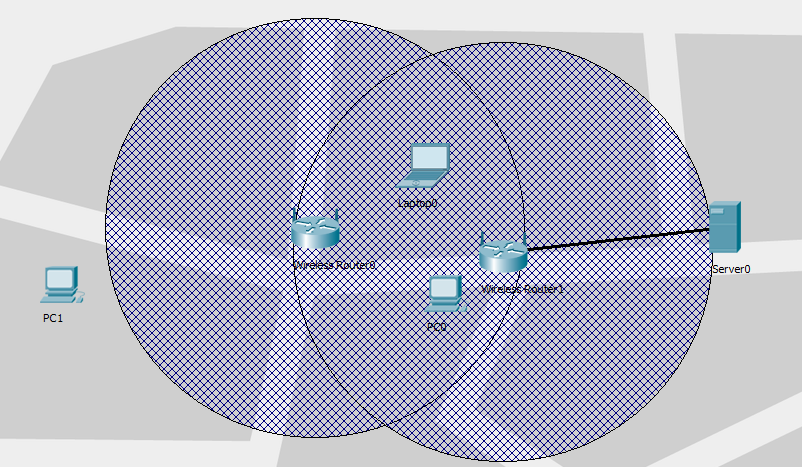 Laptop0
Wireless Router0
Server0
Wireless Router1
PC1
PC0